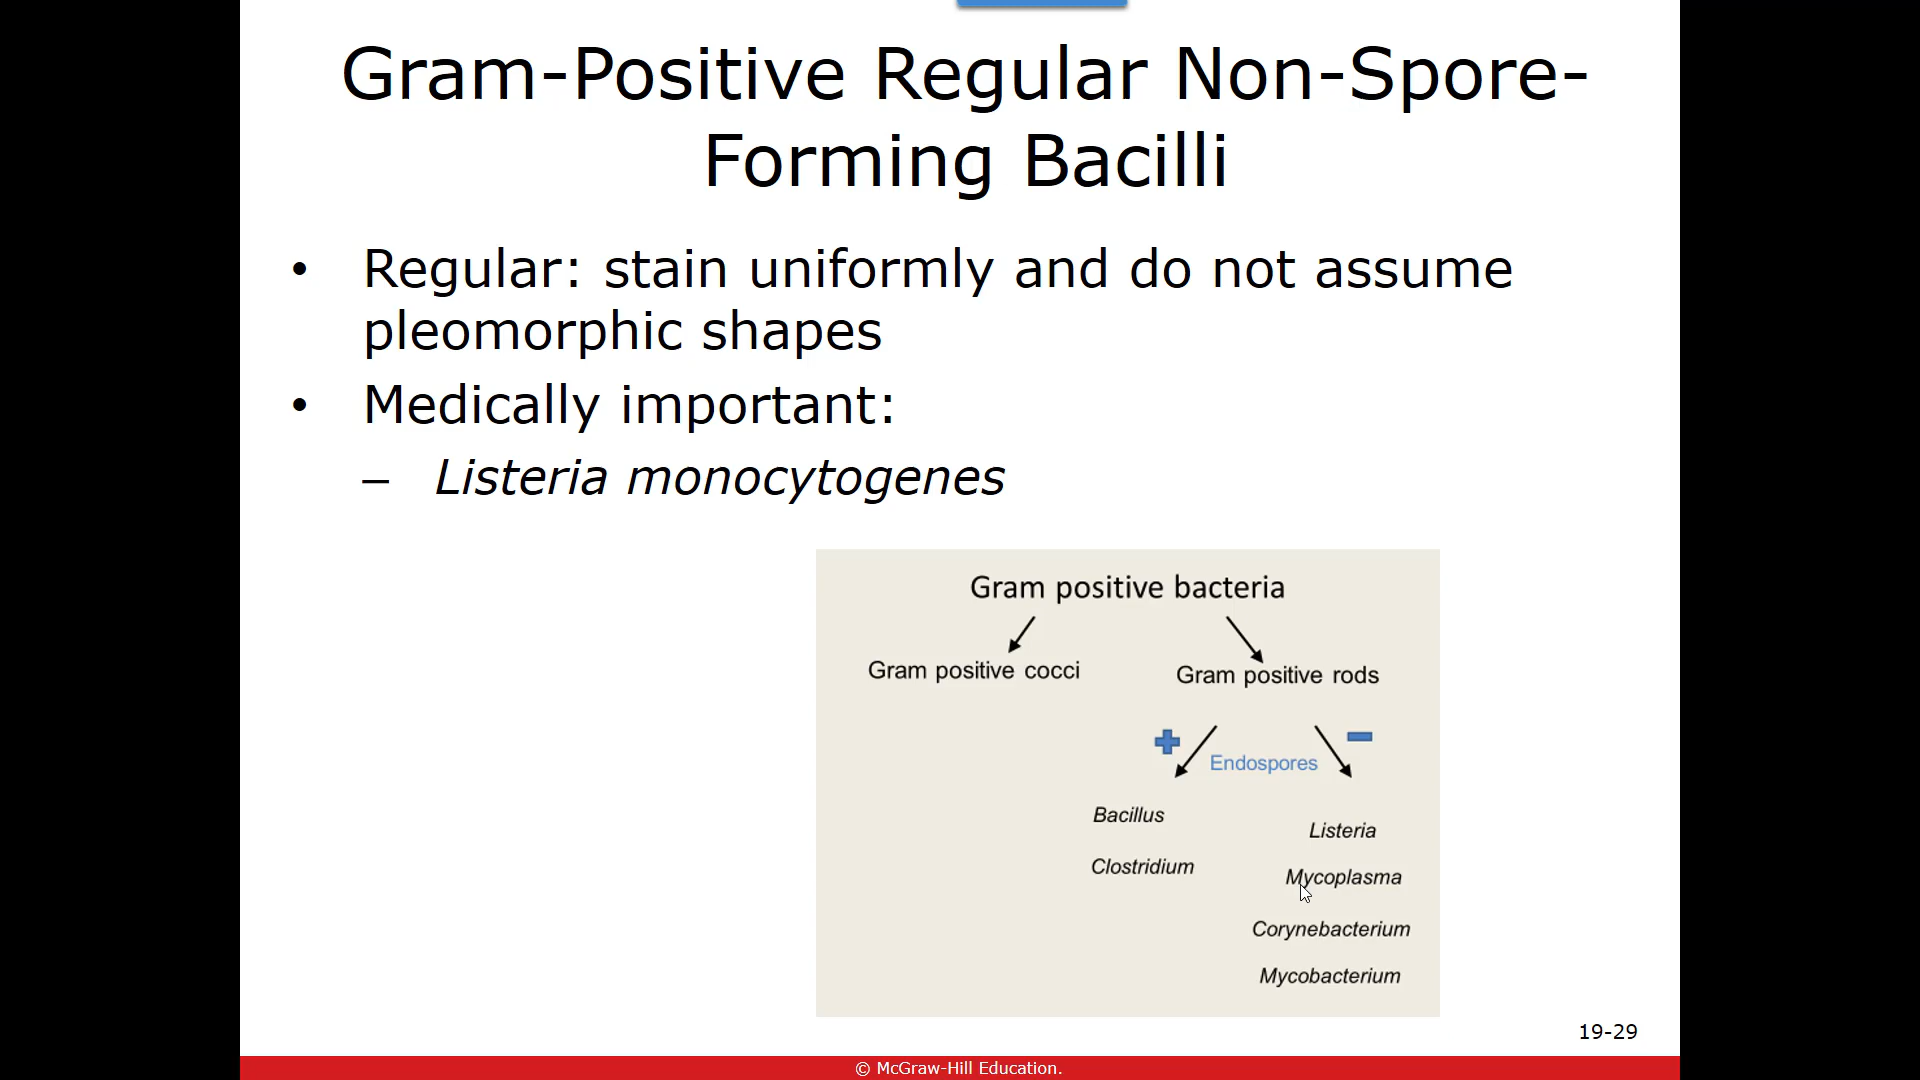 Gram-Positive Regular Non-Spore-
Forming Bacilli
• Regular: stain uniformly and do not assume
pleomorphic shapes
• Medically important:
– Listeria monocytogenes
Gram positive bacteria
Gram positive cocci
Gram positive rods
Endospores
Bacillus
Clostridium
Listeria
Mycoplasma
Corynebacterium
Mycobacterium
19-29
© McGraw-Hill Education.